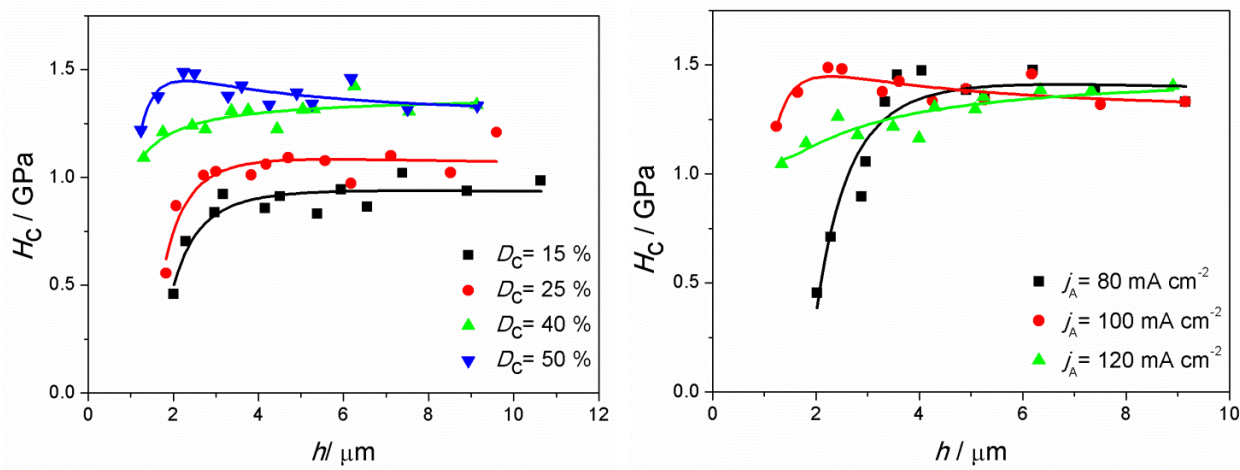 1.5
1.0
0.5
0.0
H_C / GPa
D_C= 15 %
D_C= 25 %
D_C= 40 %
D_C= 50 %
0 2 4 6 8 10 12
h/ μm
1.5
1.0
0.5
0.0
H_C / GPa
j_A= 80 mA cm⁻²
j_A= 100 mA cm⁻²
j_A= 120 mA cm⁻²
0 2 4 6 8 10
h / μm